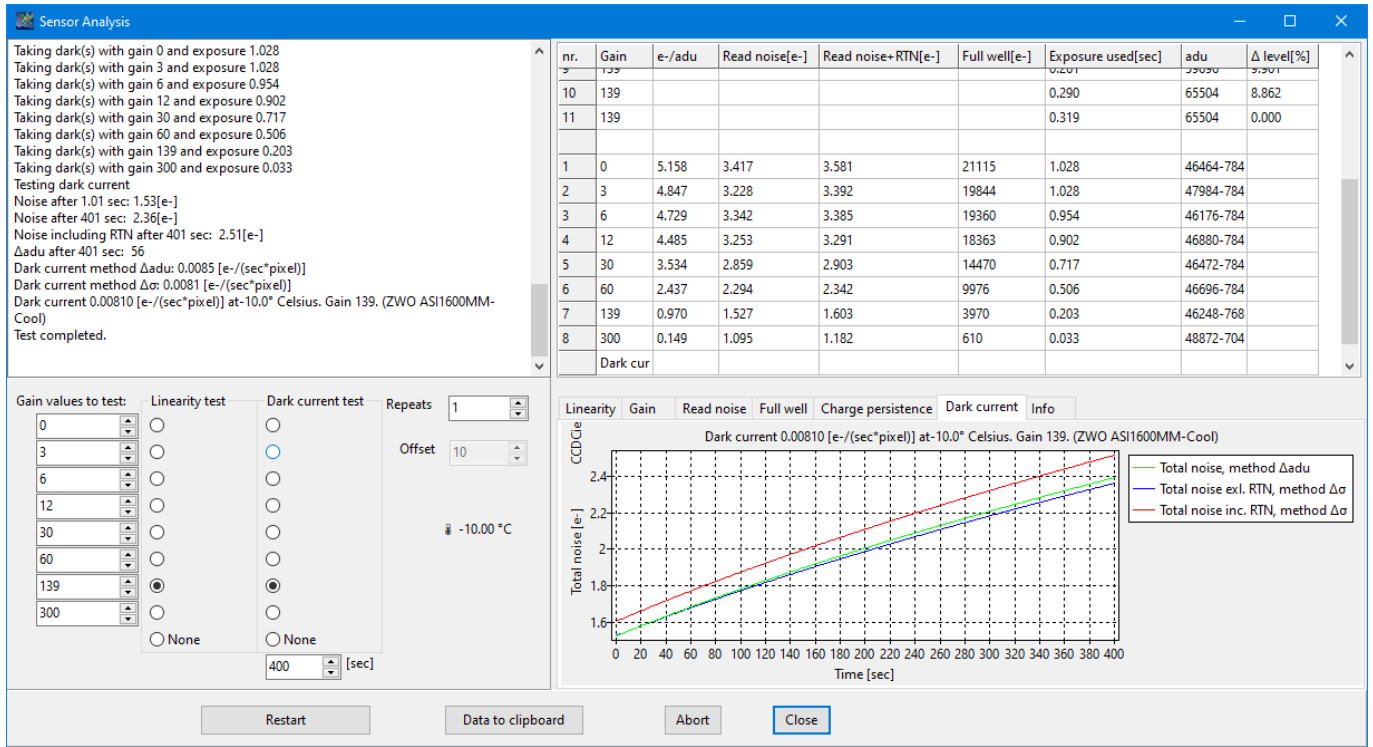 Sensor Analysis
Taking dark(s) with gain 0 and exposure 1.028
Taking dark(s) with gain 3 and exposure 1.028
Taking dark(s) with gain 6 and exposure 0.954
Taking dark(s) with gain 12 and exposure 0.902
Taking dark(s) with gain 30 and exposure 0.717
Taking dark(s) with gain 60 and exposure 0.506
Taking dark(s) with gain 139 and exposure 0.203
Taking dark(s) with gain 300 and exposure 0.033
Testing dark current
Noise after 1.01 sec: 1.53[e-]
Noise after 401 sec:  2.36[e-]
Noise including RTN after 401 sec:  2.51[e-]
Δadu after 401 sec:  56
Dark current method Δadu: 0.0085 [e-/(sec*pixel)]
Dark current method Δσ: 0.0081 [e-/(sec*pixel)]
Dark current 0.00810 [e-/(sec*pixel)] at-10.0° Celsius. Gain 139. (ZWO ASI1600MM-
Cool)
Test completed.
nr. Gain e-/adu Read noise[e-] Read noise+RTN[e-] Full well[e-] Exposure used[sec] adu Δ level[%]
10 139 0.290 65504 8.862
11 139 0.319 65504 0.000
1 0 5.158 3.417 3.581 21115 1.028 46464-784
2 3 4.847 3.228 3.392 19844 1.028 47984-784
3 6 4.729 3.342 3.385 19360 0.954 46176-784
4 12 4.485 3.253 3.291 18363 0.902 46880-784
5 30 3.534 2.859 2.903 14470 0.717 46472-784
6 60 2.437 2.294 2.342 9976 0.506 46696-784
7 139 0.970 1.527 1.603 3970 0.203 46248-768
8 300 0.149 1.095 1.182 610 0.033 48872-704
Dark cur
Gain values to test: Linearity test Dark current test Repeats 1
0
3
Offset 10
6
12
30
-10.00 °C
60
139
300
None None
400 [sec]
Linearity Gain Read noise Full well Charge persistence Dark current Info
CCDCie
Dark current 0.00810 [e-/(sec*pixel)] at-10.0° Celsius. Gain 139. (ZWO ASI1600MM-Cool)
Total noise [e-]
2.4
2.2
2
1.8
1.6
0 20 40 60 80 100 120 140 160 180 200 220 240 260 280 300 320 340 360 380 400
Time [sec]
Total noise, method Δadu
Total noise exl. RTN, method Δσ
Total noise inc. RTN, method Δσ
Restart Data to clipboard Abort Close